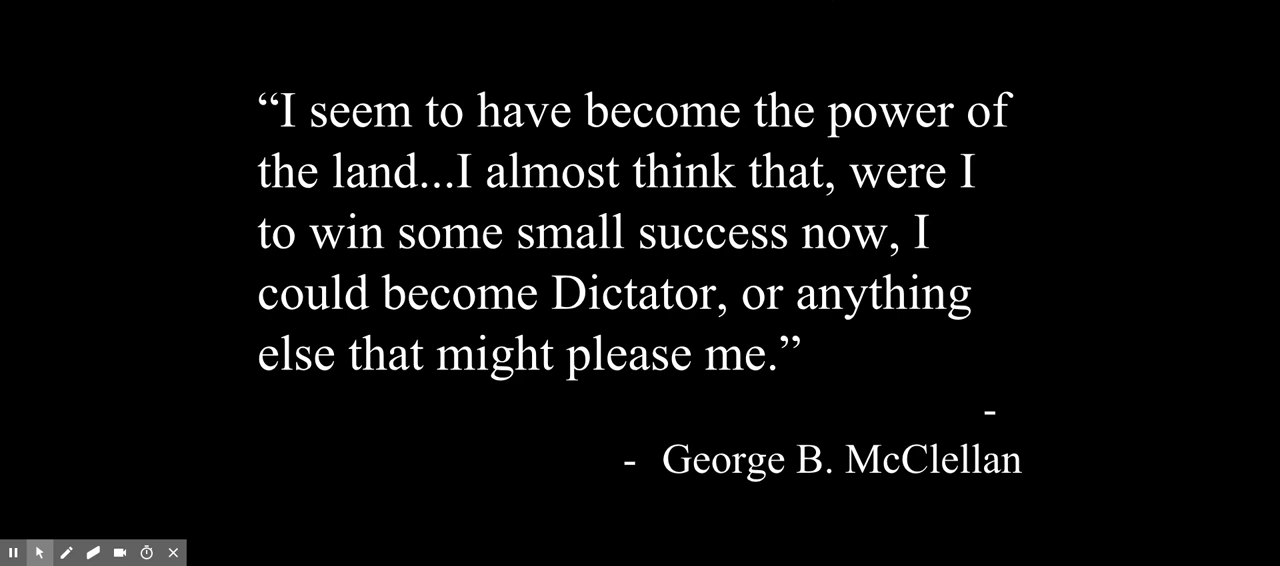 “I seem to have become the power of
the land...I almost think that, were I
to win some small success now, I
could become Dictator, or anything
else that might please me.”
-
- George B. McClellan